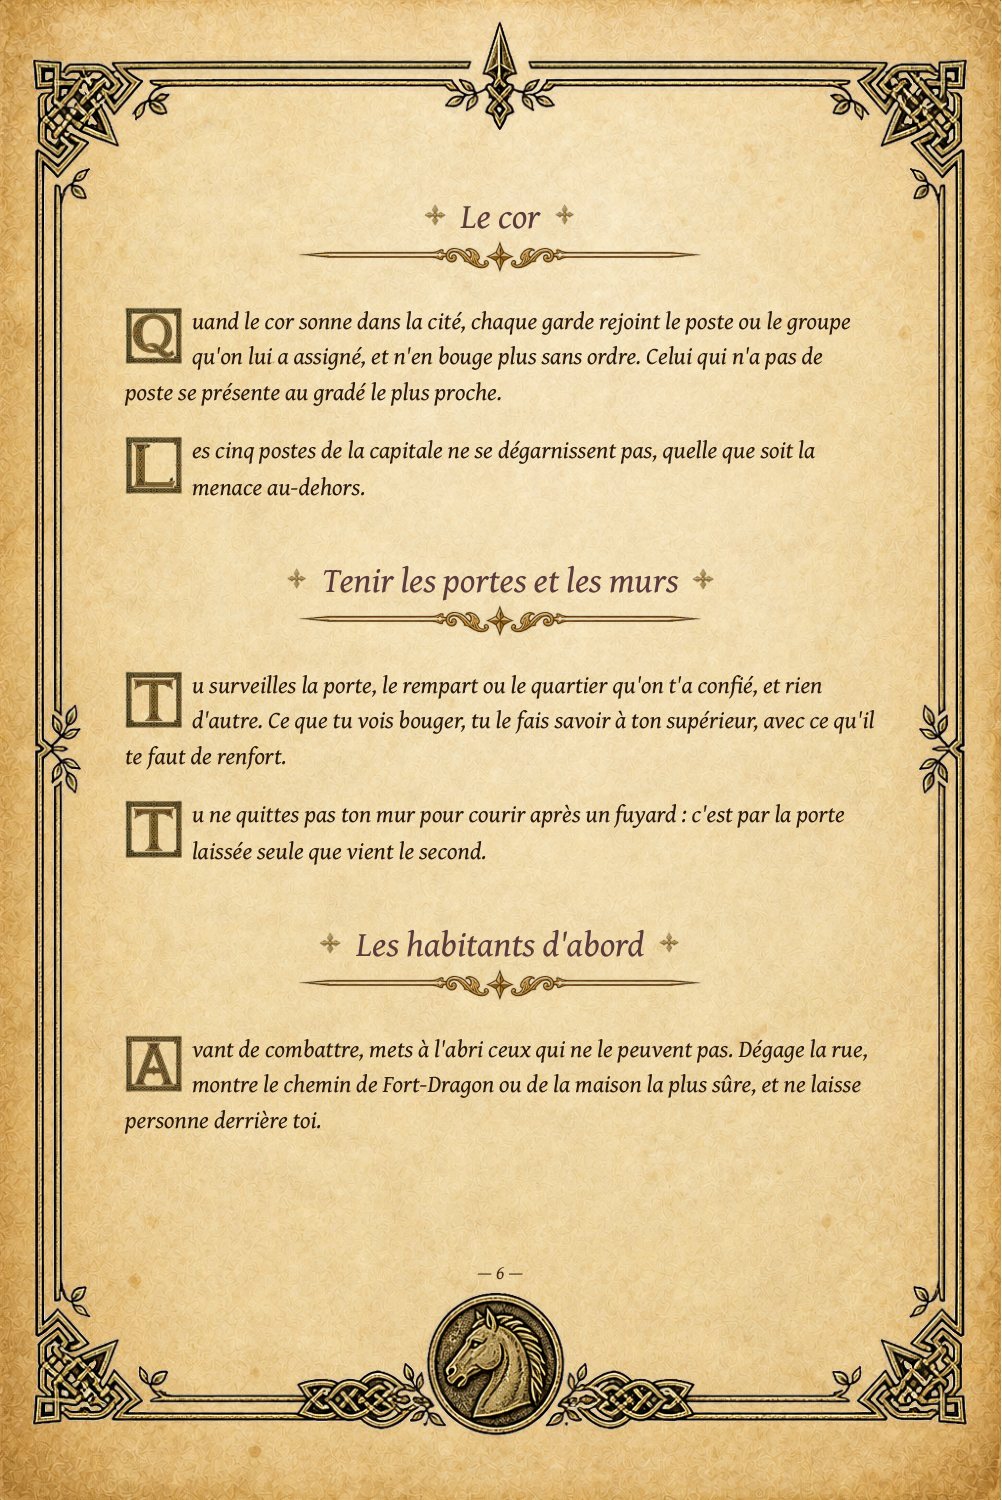 Le cor
Quand le cor sonne dans la cité, chaque garde rejoint le poste ou le groupe
qu'on lui a assigné, et n'en bouge plus sans ordre. Celui qui n'a pas de
poste se présente au gradé le plus proche.
Les cinq postes de la capitale ne se dégarnissent pas, quelle que soit la
menace au-dehors.
Tenir les portes et les murs
Tu surveilles la porte, le rempart ou le quartier qu'on t'a confié, et rien
d'autre. Ce que tu vois bouger, tu le fais savoir à ton supérieur, avec ce qu'il
te faut de renfort.
Tu ne quittes pas ton mur pour courir après un fuyard : c'est par la porte
laissée seule que vient le second.
Les habitants d'abord
Avant de combattre, mets à l'abri ceux qui ne le peuvent pas. Dégage la rue,
montre le chemin de Fort-Dragon ou de la maison la plus sûre, et ne laisse
personne derrière toi.
— 6 —